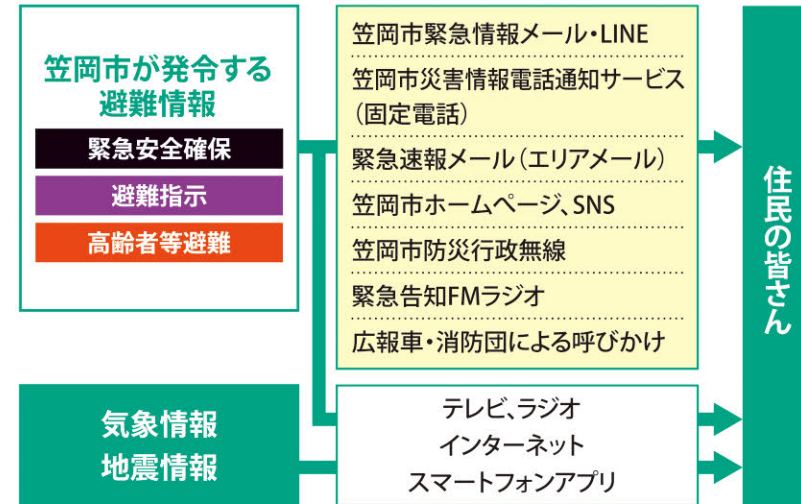 笠岡市が発令する
避難情報
緊急安全確保
避難指示
高齢者等避難
笠岡市緊急情報メール・LINE
笠岡市災害情報電話通知サービス
（固定電話）
緊急速報メール（エリアメール）
笠岡市ホームページ、SNS
笠岡市防災行政無線
緊急告知FMラジオ
広報車・消防団による呼びかけ
気象情報
地震情報
テレビ、ラジオ
インターネット
スマートフォンアプリ
住民の皆さん